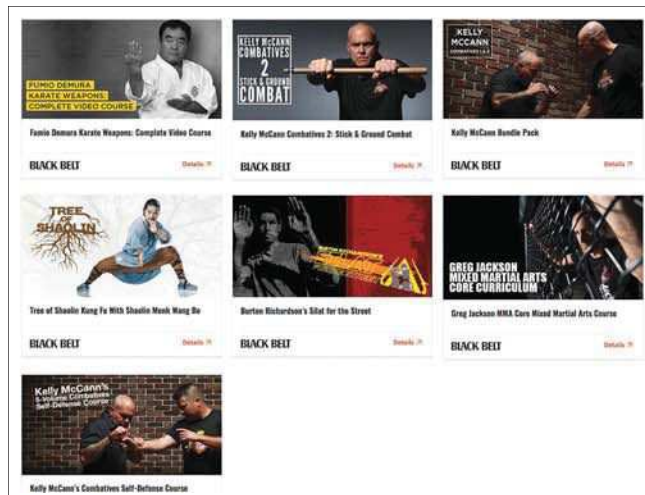 FUMIO DEMURA
KARATE WEAPONS:
COMPLETE VIDEO COURSE
Fumio Demura Karate Weapons: Complete Video Course
BLACK BELT
Details
KELLY McCANN
COMBATIVES
2
STICK & GROUND
COMBAT
Kelly McCann Combatives 2: Stick & Ground Combat
BLACK BELT
Details
KELLY
MCCANN
COMBATIVES 1 & 2
Kelly McCann Bundle Pack
BLACK BELT
Details
TREE
OF
SHAOLIN
Tree of Shaolin Kung Fu With Shaolin Monk Wang Bo
BLACK BELT
Details
Burton Richardson's Silat for the Street
BLACK BELT
Details
GREG JACKSON
MIXED MARTIAL ARTS
CORE CURRICULUM
Greg Jackson MMA Core Mixed Martial Arts Course
BLACK BELT
Details
Kelly McCann's
5-Volume Combatives
Self-Defense Course
Kelly McCann's Combatives Self-Defense Course